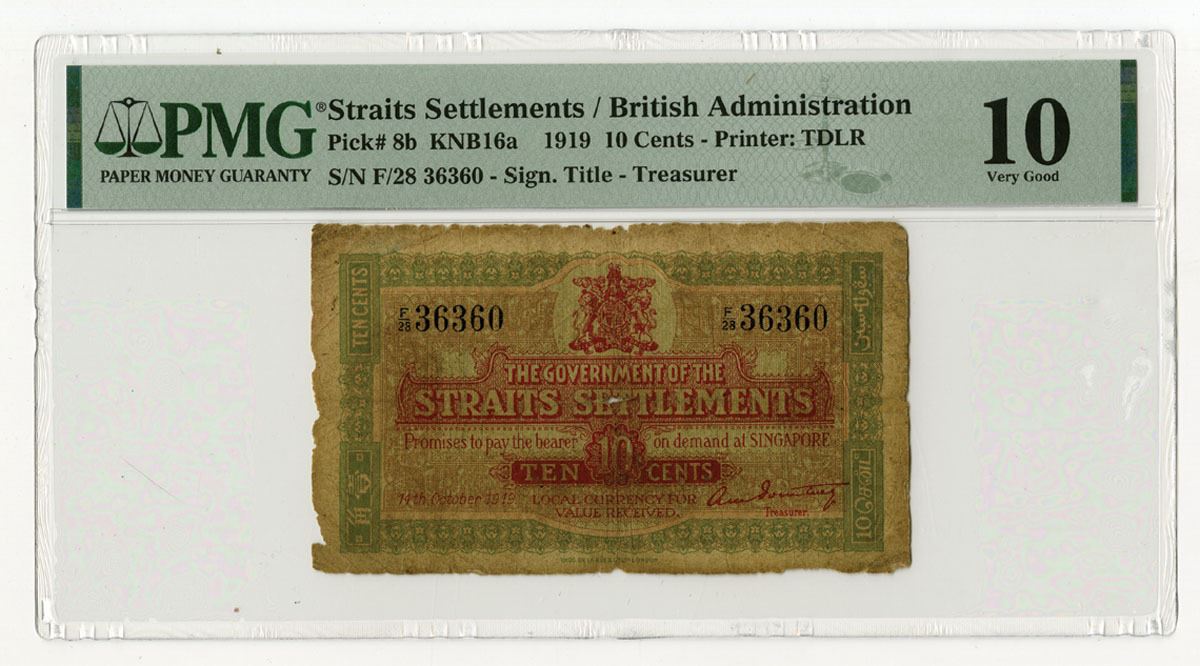 PMG®
PAPER MONEY GUARANTY
Straits Settlements / British Administration
Pick# 8b KNB16a 1919 10 Cents - Printer: TDLR
S/N F/28 36360 - Sign. Title - Treasurer
10
Very Good
TEN CENTS
F/28 36360
F/28 36360
THE GOVERNMENT OF THE
STRAITS SETTLEMENTS
Promises to pay the bearer on demand at SINGAPORE
10
TEN CENTS
14th October 1919
LOCAL CURRENCY FOR
VALUE RECEIVED.
Treasurer.